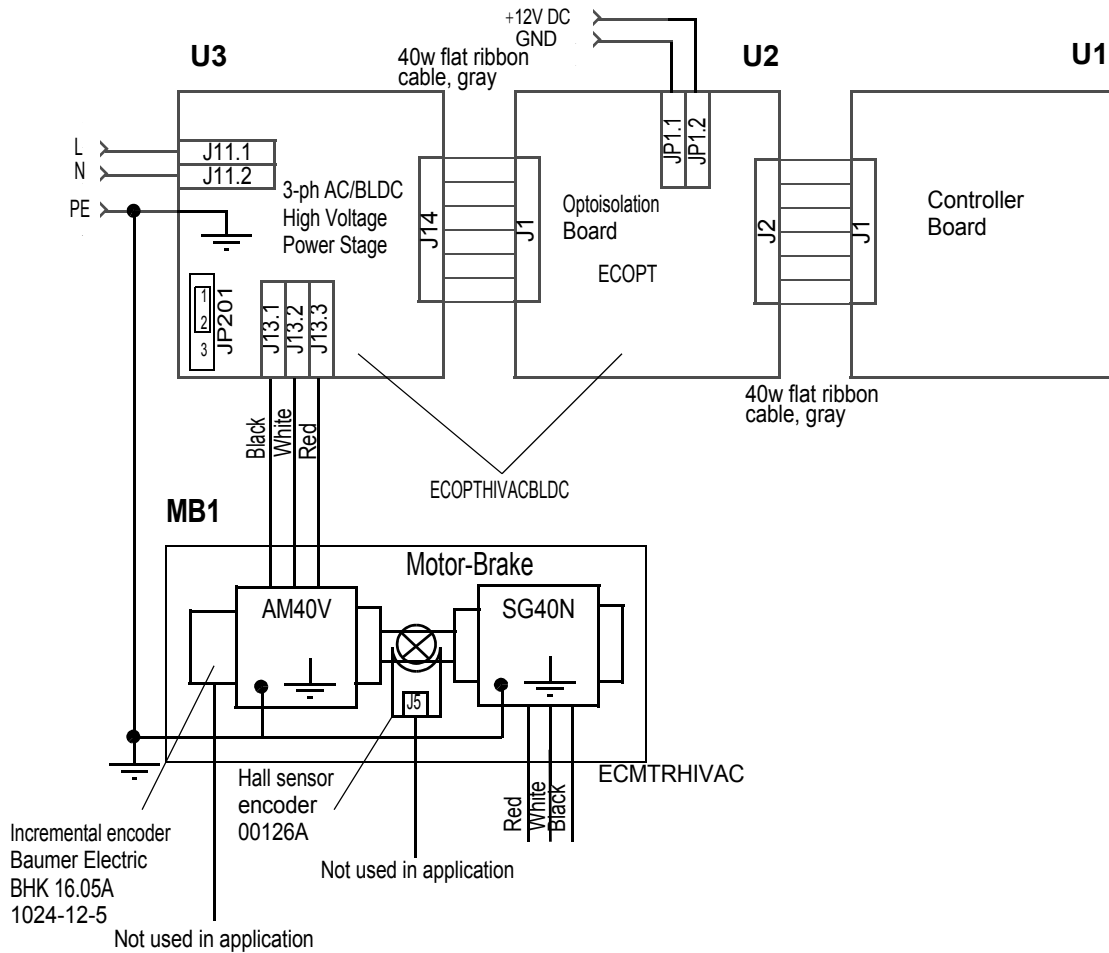 +12V DC
GND
U3
40w flat ribbon
cable, gray
U2
U1
L
N
PE
J11.1
J11.2
3-ph AC/BLDC
High Voltage
Power Stage
J14
J1
JP1.1
JP1.2
Optoisolation
Board
ECOPT
J2
J1
Controller
Board
1
2
3
JP201
J13.1
J13.2
J13.3
40w flat ribbon
cable, gray
Black
White
Red
ECOPTHIVACBLDC
MB1
Motor-Brake
AM40V
SG40N
J5
ECMTRHIVAC
Hall sensor
encoder
00126A
Red
White
Black
Incremental encoder
Baumer Electric
BHK 16.05A
1024-12-5
Not used in application
Not used in application